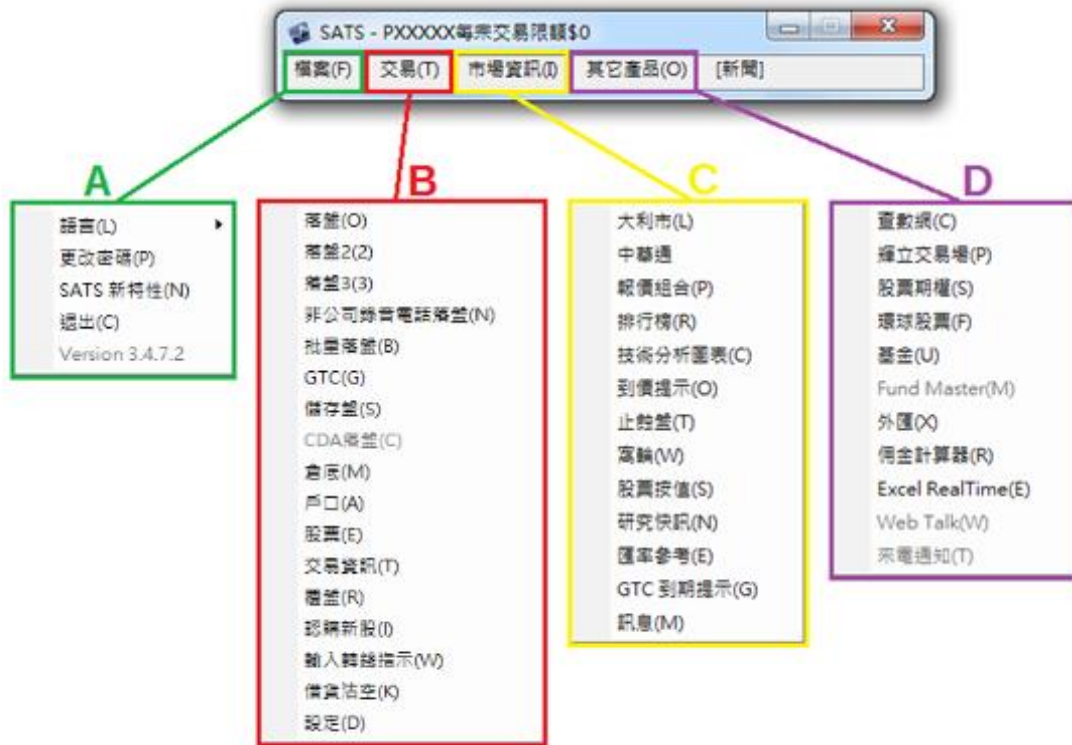 SATS - PXXXXX每宗交易限額$0
檔案(F) 交易(T) 市場資訊(I) 其它產品(O) [新聞]
A
語言(L)
更改密碼(P)
SATS 新特性(N)
退出(C)
Version 3.4.7.2
B
落盤(O)
落盤2(2)
落盤3(3)
非公司錄音電話落盤(N)
批量落盤(B)
GTC(G)
儲存盤(S)
CDA落盤(C)
倉底(M)
戶口(A)
股票(E)
交易資訊(T)
覆盤(R)
認購新股(I)
輸入轉錢指示(W)
借貨沽空(K)
設定(D)
C
大利市(L)
中華通
報價組合(P)
排行榜(R)
技術分析圖表(C)
到價提示(O)
止蝕盤(T)
窩輪(W)
股票按值(S)
研究快訊(N)
匯率參考(E)
GTC 到期提示(G)
訊息(M)
D
查數網(C)
輝立交易場(P)
股票期權(S)
環球股票(F)
基金(U)
Fund Master(M)
外匯(X)
佣金計算器(R)
Excel RealTime(E)
Web Talk(W)
來電通知(T)